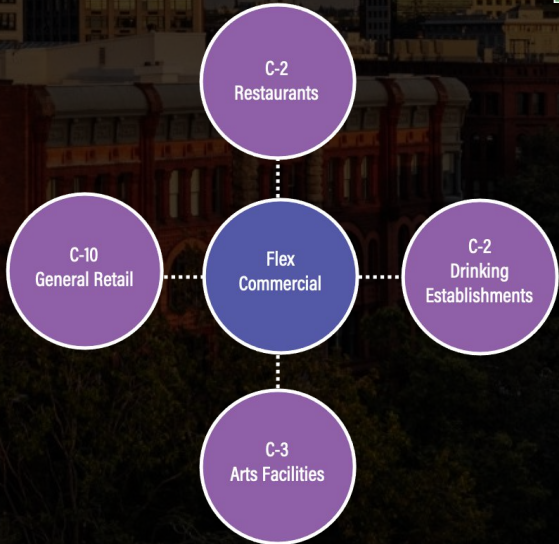 C-2
Restaurants
C-10
General Retail
Flex
Commercial
C-2
Drinking
Establishments
C-3
Arts Facilities